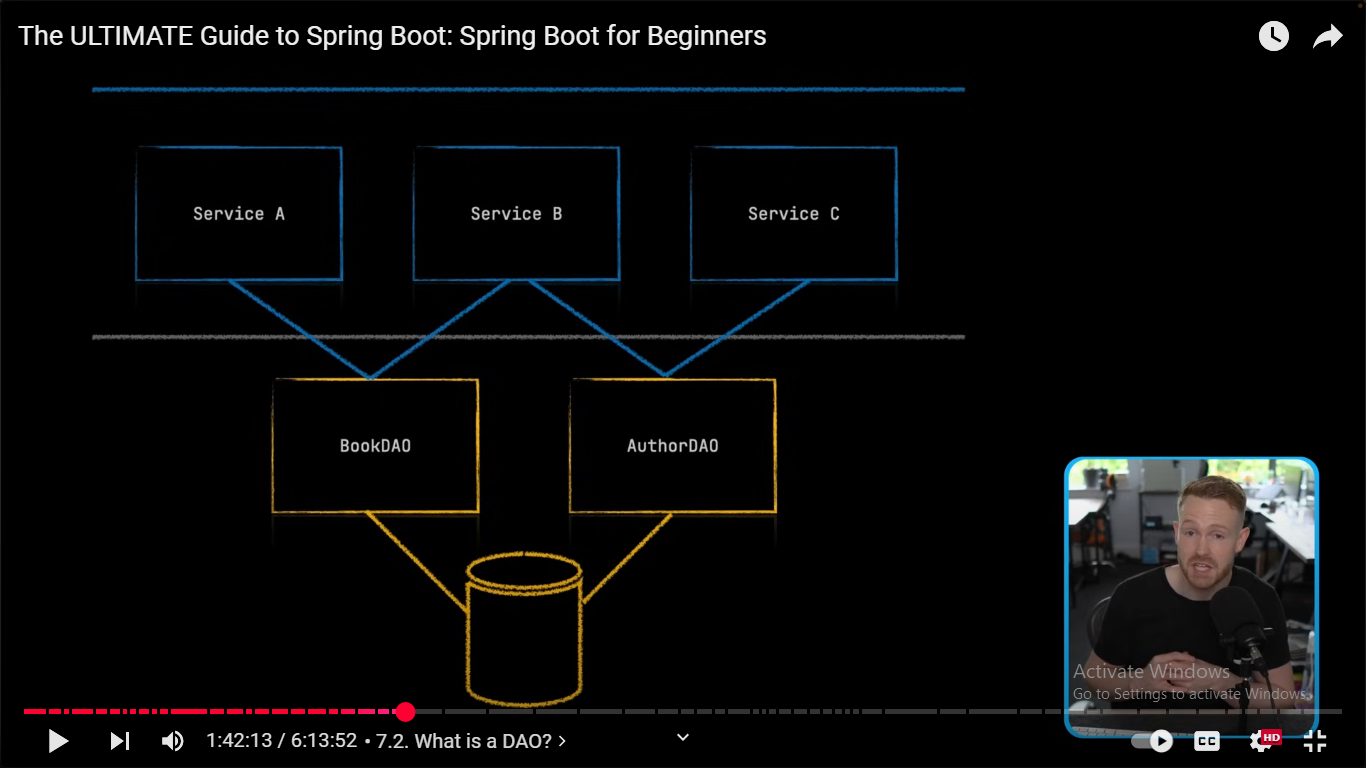 The ULTIMATE Guide to Spring Boot: Spring Boot for Beginners
Service A
Service B
Service C
BookDAO
AuthorDAO
Activate Windows
Go to Settings to activate Windows.
1:42:13 / 6:13:52 • 7.2. What is a DAO? >
CC
HD